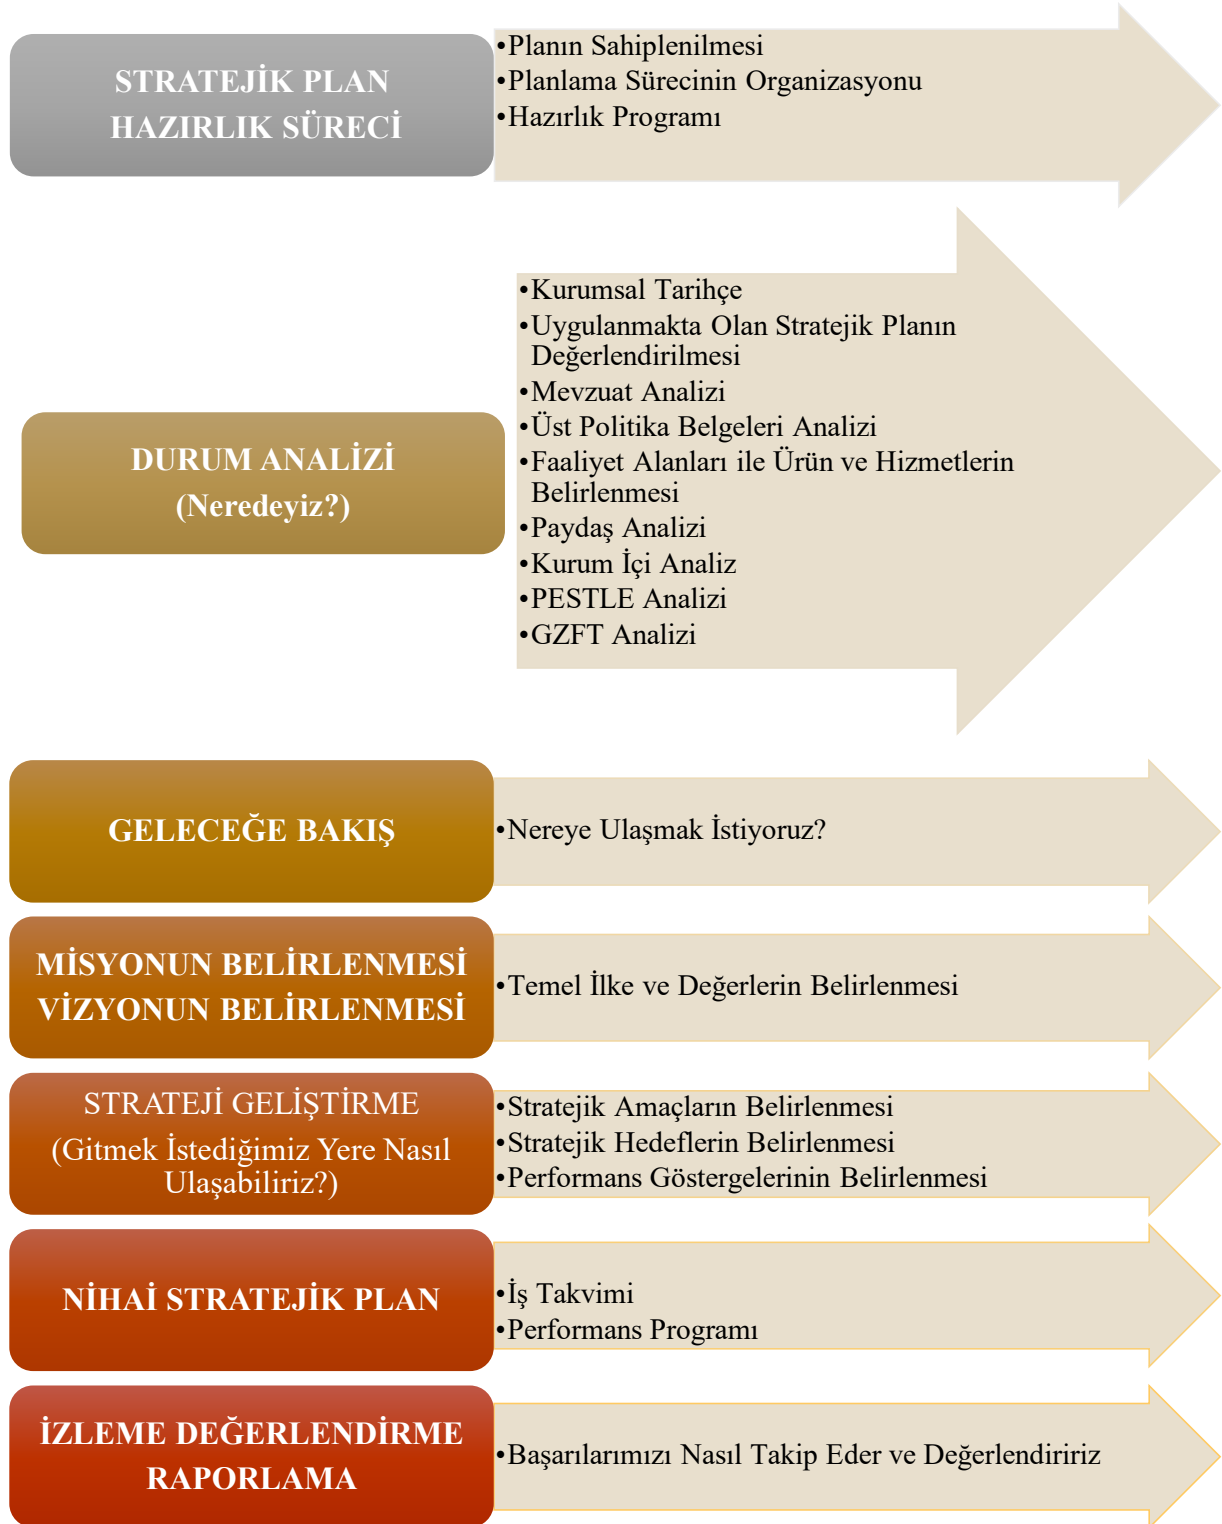 STRATEJİK PLAN
HAZIRLIK SÜRECİ
•Planın Sahiplenilmesi
•Planlama Sürecinin Organizasyonu
•Hazırlık Programı
DURUM ANALİZİ
(Neredeyiz?)
•Kurumsal Tarihçe
•Uygulanmakta Olan Stratejik Planın
Değerlendirilmesi
•Mevzuat Analizi
•Üst Politika Belgeleri Analizi
•Faaliyet Alanları ile Ürün ve Hizmetlerin
Belirlenmesi
•Paydaş Analizi
•Kurum İçi Analiz
•PESTLE Analizi
•GZFT Analizi
GELECEĞE BAKIŞ
•Nereye Ulaşmak İstiyoruz?
MİSYONUN BELİRLENMESİ
VİZYONUN BELİRLENMESİ
•Temel İlke ve Değerlerin Belirlenmesi
STRATEJİ GELİŞTİRME
(Gitmek İstediğimiz Yere Nasıl
Ulaşabiliriz?)
•Stratejik Amaçların Belirlenmesi
•Stratejik Hedeflerin Belirlenmesi
•Performans Göstergelerinin Belirlenmesi
NİHAİ STRATEJİK PLAN
•İş Takvimi
•Performans Programı
İZLEME DEĞERLENDİRME
RAPORLAMA
•Başarılarımızı Nasıl Takip Eder ve Değerlendiririz